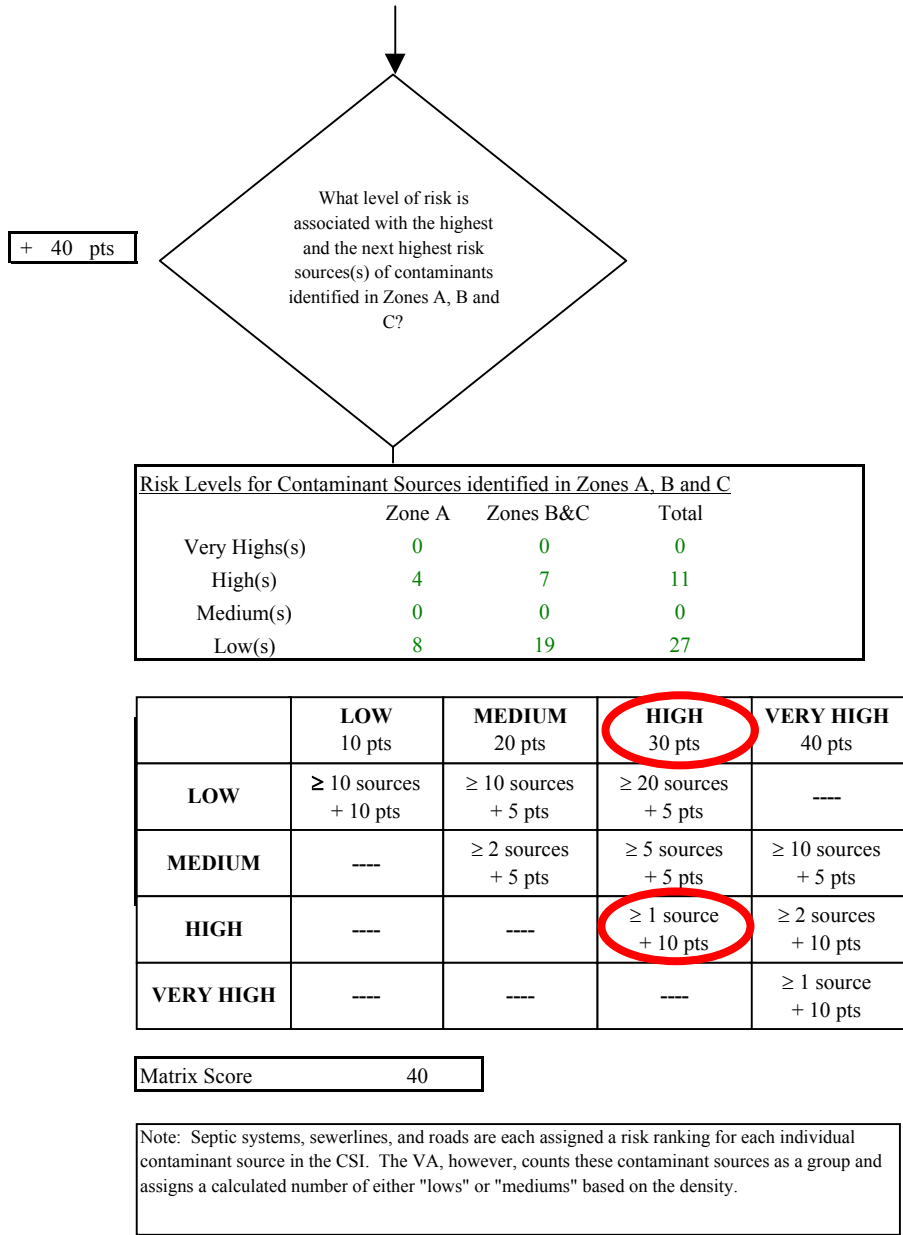 What level of risk is
associated with the highest
and the next highest risk
sources(s) of contaminants
identified in Zones A, B and
C?
+ 40 pts
Risk Levels for Contaminant Sources identified in Zones A, B and C
Zone A Zones B&C Total
Very Highs(s) 0 0 0
High(s) 4 7 11
Medium(s) 0 0 0
Low(s) 8 19 27
LOW MEDIUM HIGH VERY HIGH
10 pts 20 pts 30 pts 40 pts
LOW ≥ 10 sources + 10 pts ≥ 10 sources + 5 pts ≥ 20 sources + 5 pts ----
MEDIUM ---- ≥ 2 sources + 5 pts ≥ 5 sources + 5 pts ≥ 10 sources + 5 pts
HIGH ---- ---- ≥ 1 source + 10 pts ≥ 2 sources + 10 pts
VERY HIGH ---- ---- ---- ≥ 1 source + 10 pts
Matrix Score 40
Note: Septic systems, sewerlines, and roads are each assigned a risk ranking for each individual
contaminant source in the CSI. The VA, however, counts these contaminant sources as a group and
assigns a calculated number of either "lows" or "mediums" based on the density.